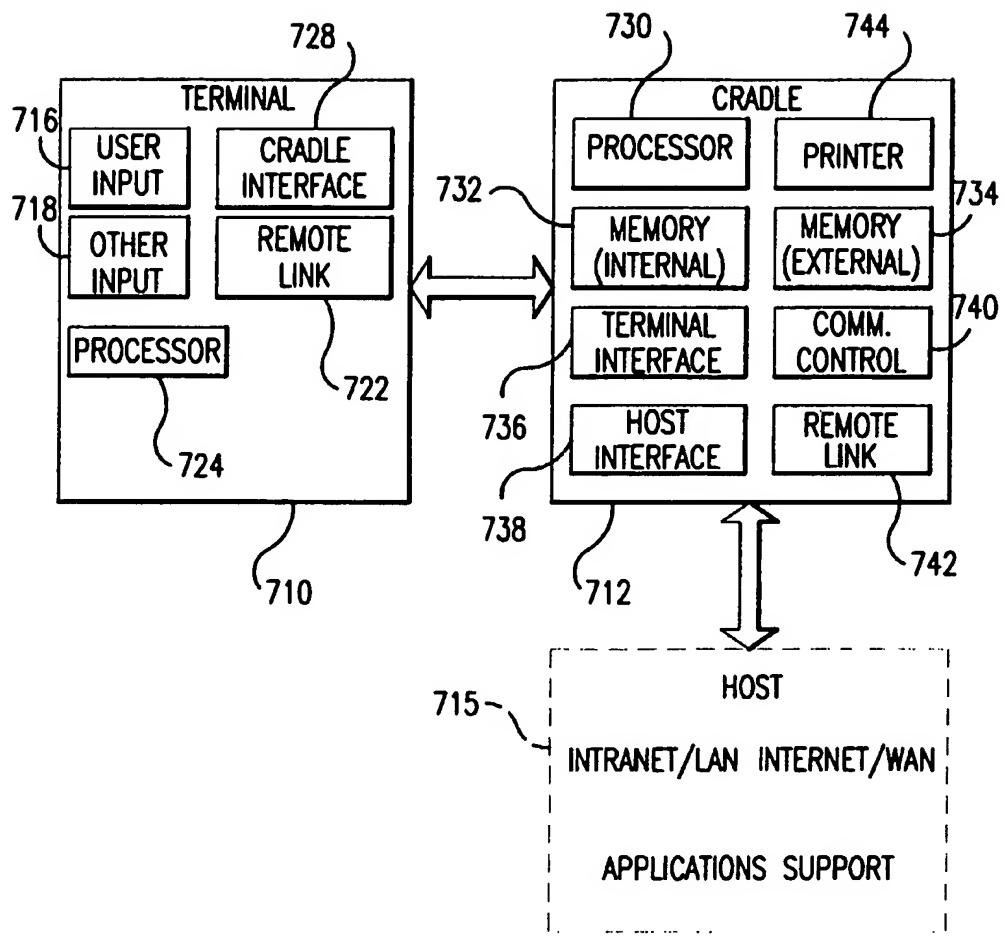 728
730
744
TERMINAL
CRADLE
716
USER
INPUT
CRADLE
INTERFACE
PROCESSOR
PRINTER
718
732
734
OTHER
INPUT
REMOTE
LINK
MEMORY
(INTERNAL)
MEMORY
(EXTERNAL)
740
PROCESSOR
TERMINAL
INTERFACE
COMM.
CONTROL
722
736
724
HOST
INTERFACE
REMOTE
LINK
738
710
712
742
HOST
715
INTRANET/LAN INTERNET/WAN
APPLICATIONS SUPPORT